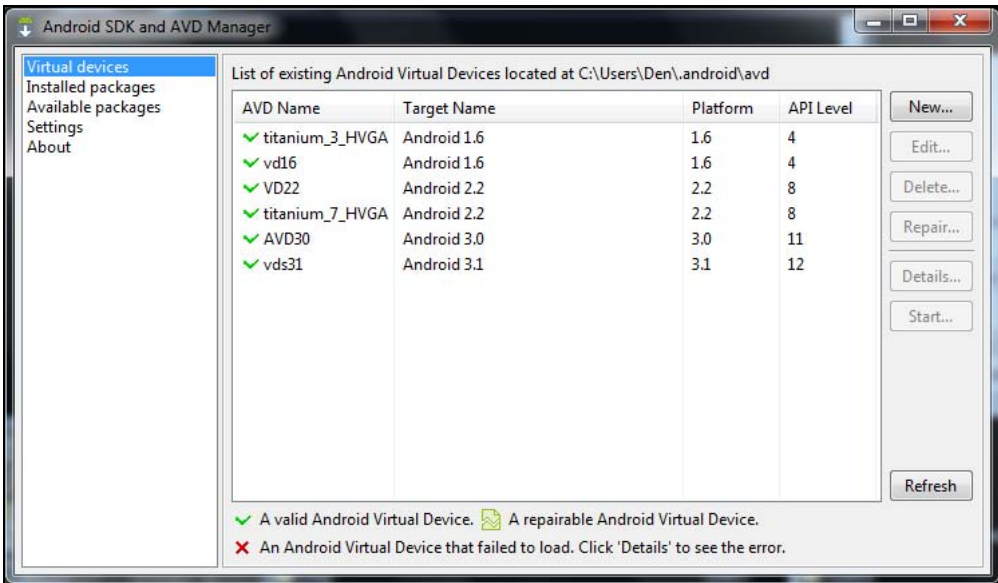 Android SDK and AVD Manager
Virtual devices
Installed packages
Available packages
Settings
About
List of existing Android Virtual Devices located at C:\Users\Den\.android\avd
AVD Name Target Name Platform API Level
titanium_3_HVGA Android 1.6 1.6 4
vd16 Android 1.6 1.6 4
VD22 Android 2.2 2.2 8
titanium_7_HVGA Android 2.2 2.2 8
AVD30 Android 3.0 3.0 11
vds31 Android 3.1 3.1 12
New...
Edit...
Delete...
Repair...
Details...
Start...
Refresh
A valid Android Virtual Device. A repairable Android Virtual Device.
An Android Virtual Device that failed to load. Click 'Details' to see the error.